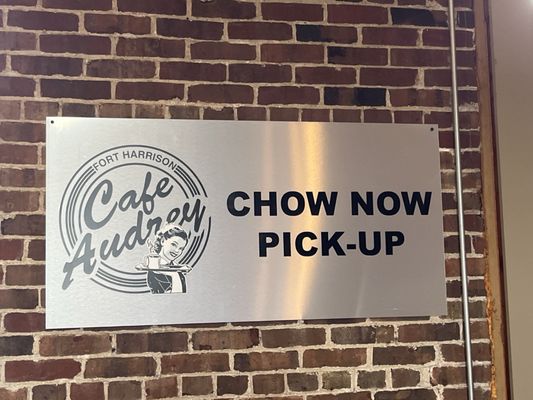 FORT HARRISON
Cafe
Audrey
CHOW NOW
PICK-UP